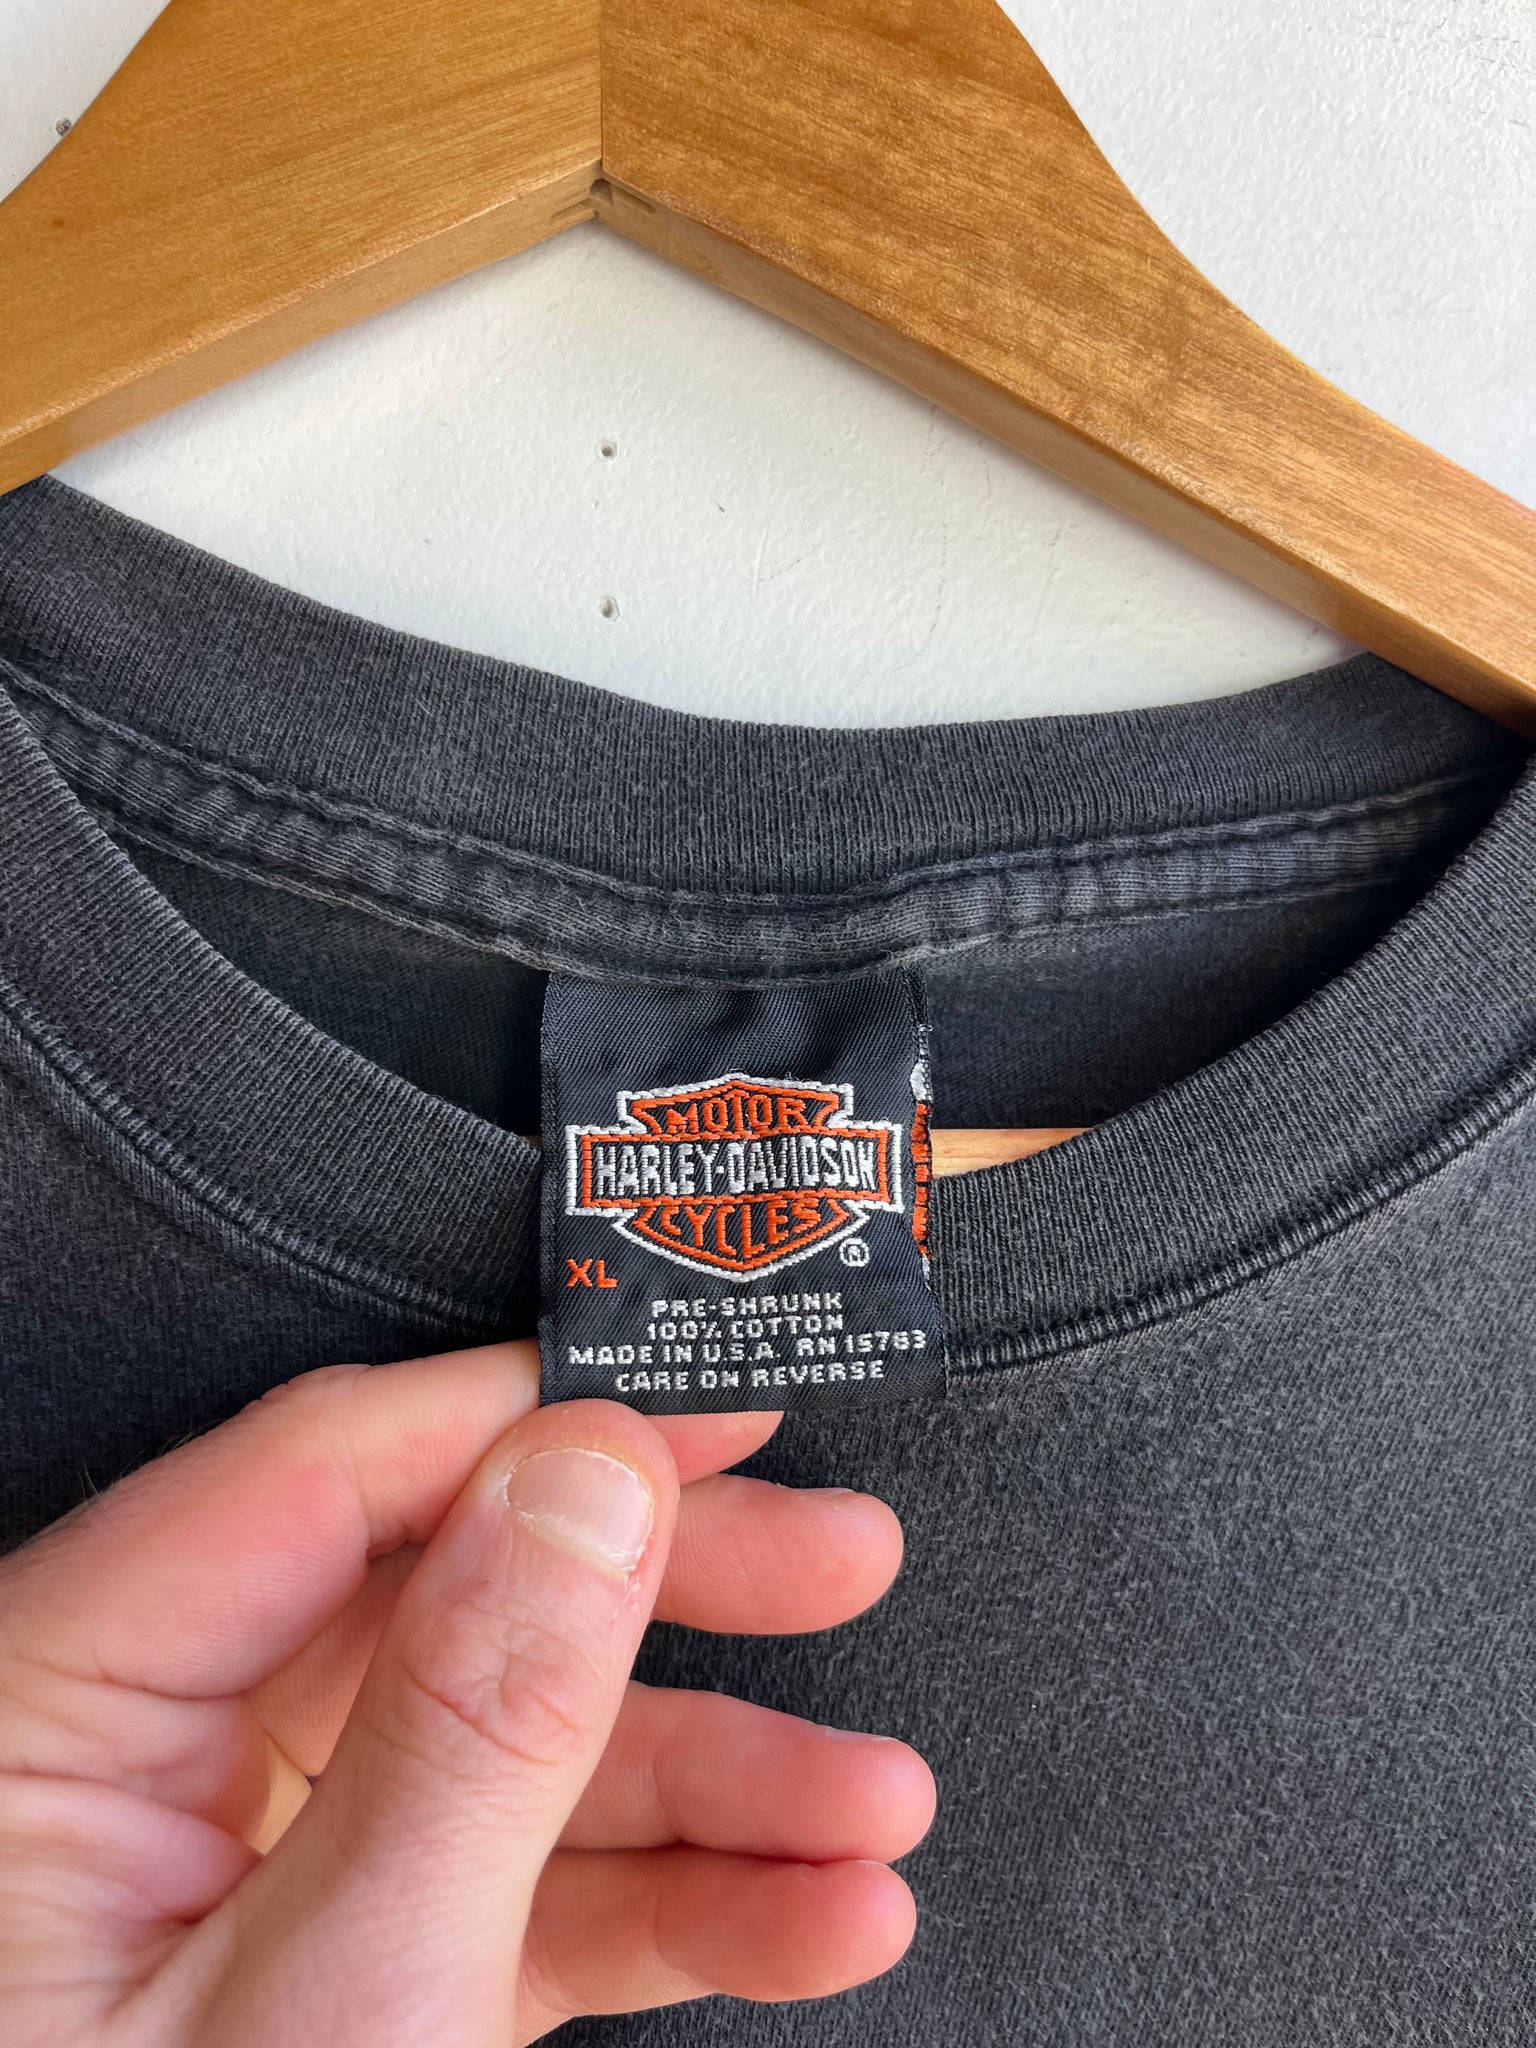 MOTOR
HARLEY-DAVIDSON
CYCLES
®
XL
PRE-SHRUNK
100% COTTON
MADE IN U.S.A. RN 15763
CARE ON REVERSE